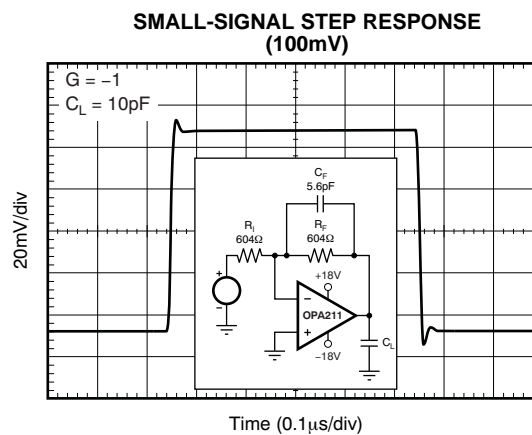 SMALL-SIGNAL STEP RESPONSE
(100mV)
G = −1
C_L = 10pF
20mV/div
C_F
5.6pF
R_I
604Ω
R_F
604Ω
+18V
−
OPA211
+
−18V
C_L
+
−
Time (0.1µs/div)